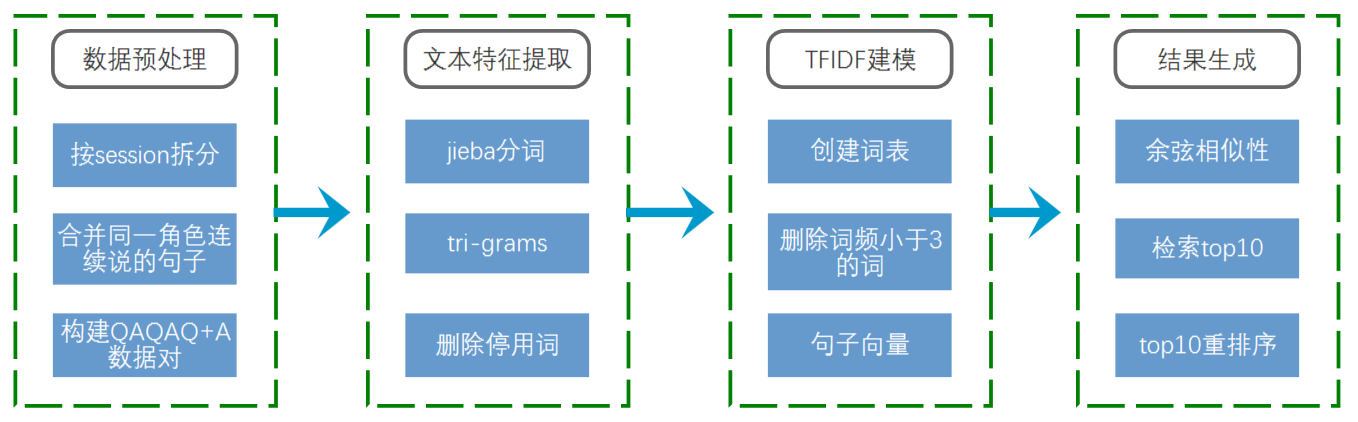 数据预处理
按session拆分
合并同一角色连
续说的句子
构建QAQAQ+A
数据对
文本特征提取
jieba分词
tri-grams
删除停用词
TFIDF建模
创建词表
删除词频小于3
的词
句子向量
结果生成
余弦相似性
检索top10
top10重排序